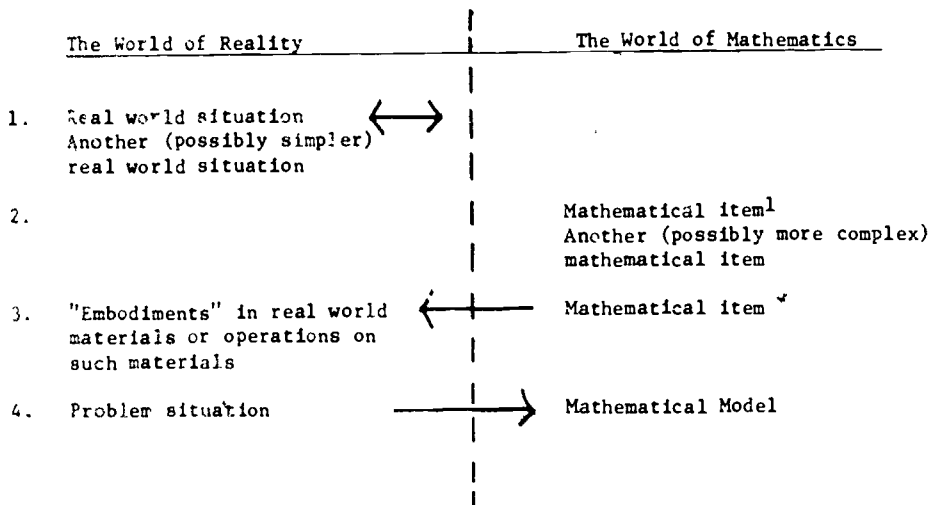 The World of Reality The World of Mathematics
1. Real world situation
Another (possibly simpler)
real world situation
2. Mathematical item1
Another (possibly more complex)
mathematical item
3. "Embodiments" in real world Mathematical item
materials or operations on
such materials
4. Problem situation Mathematical Model